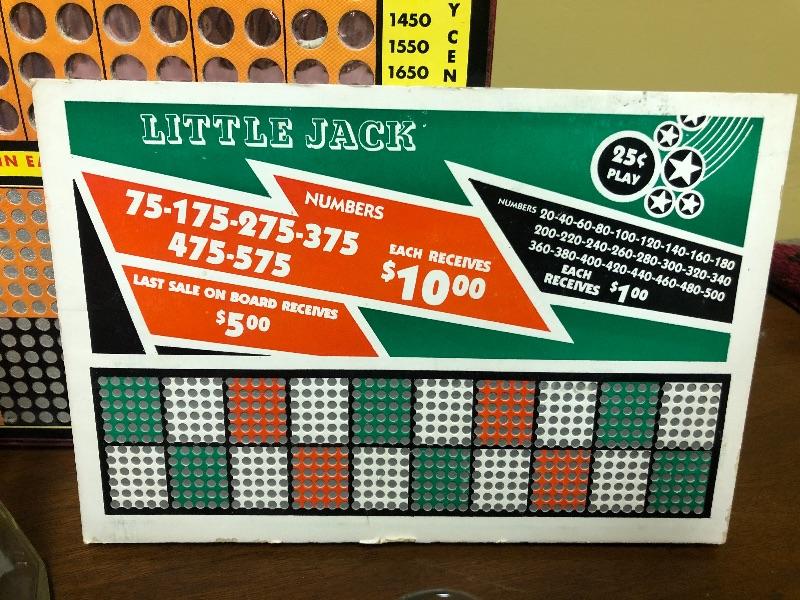 1450
1550
1650
Y
C
E
N
IN EA
LITTLE JACK
25¢
PLAY
NUMBERS
75-175-275-375
475-575
EACH RECEIVES
$10 00
LAST SALE ON BOARD RECEIVES
$5 00
NUMBERS 20-40-60-80-100-120-140-160-180
200-220-240-260-280-300-320-340
360-380-400-420-440-460-480-500
EACH
RECEIVES $1 00